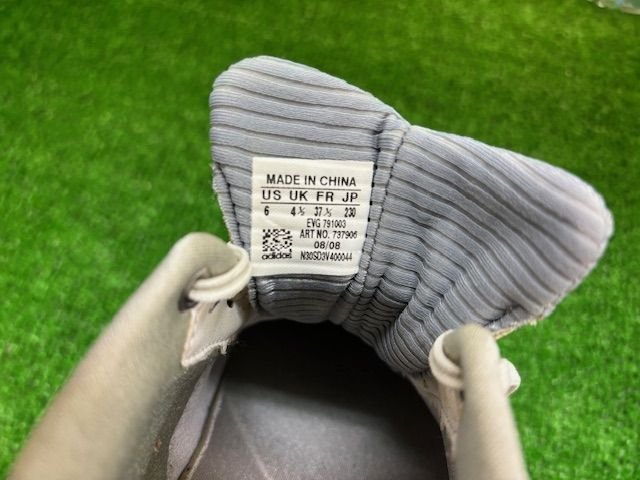 MADE IN CHINA
US UK FR JP
6 4½ 37⅓ 230
EVG 791003
ART NO. 737906
08/08
adidas N30SD3V400044